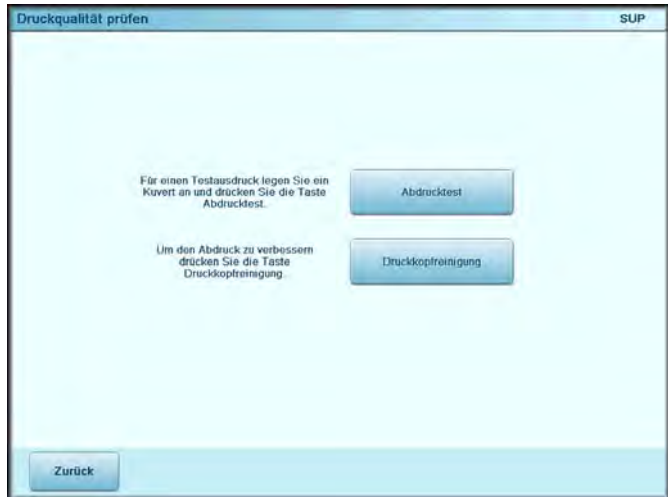 Druckqualität prüfen SUP
Für einen Testausdruck legen Sie ein
Kuvert an und drücken Sie die Taste
Abdrucktest.
Abdrucktest
Um den Abdruck zu verbessern
drücken Sie die Taste
Druckkopfreinigung.
Druckkopfreinigung
Zurück